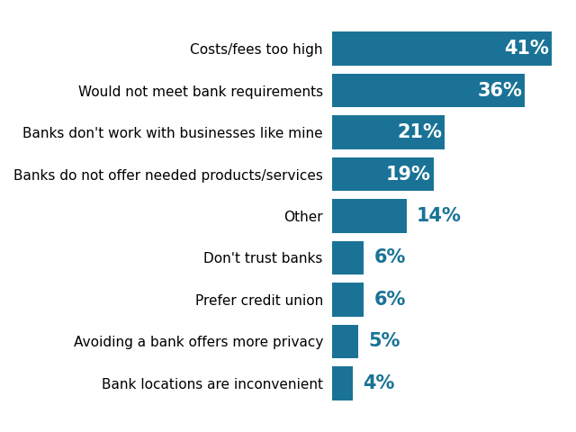 Costs/fees too high 41%
Would not meet bank requirements 36%
Banks don't work with businesses like mine 21%
Banks do not offer needed products/services 19%
Other 14%
Don't trust banks 6%
Prefer credit union 6%
Avoiding a bank offers more privacy 5%
Bank locations are inconvenient 4%